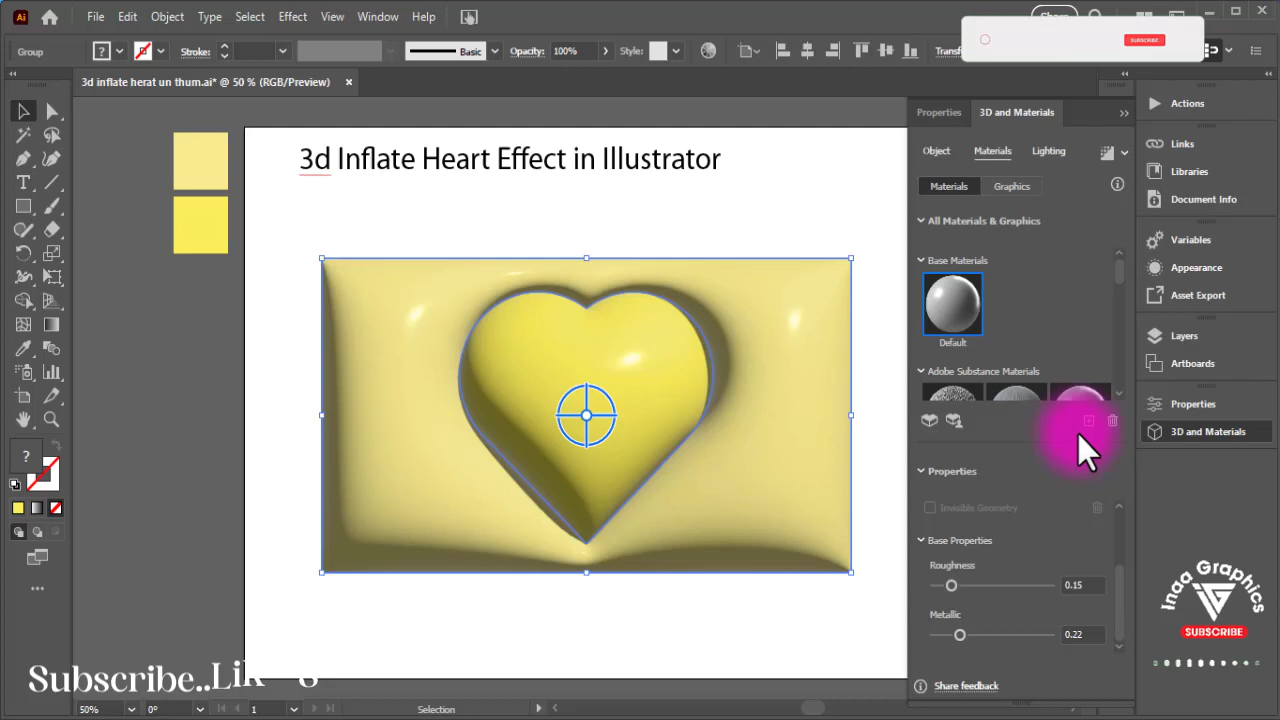 Ai File Edit Object Type Select Effect View Window Help Share
Group ? Stroke: Basic Opacity: 100% Style: Transfo
SUBSCRIBE
3d inflate herat un thum.ai* @ 50 % (RGB/Preview) ×
3d Inflate Heart Effect in Illustrator
Properties 3D and Materials
Object Materials Lighting
Materials Graphics
All Materials & Graphics
Base Materials
Default
Adobe Substance Materials
Properties
Invisible Geometry
Base Properties
Roughness
0.15
Metallic
0.22
Share feedback
Actions
Links
Libraries
Document Info
Variables
Appearance
Asset Export
Layers
Artboards
Properties
3D and Materials
?
Inaa Graphics
SUBSCRIBE
Subscribe..
50% 0° 1 Selection